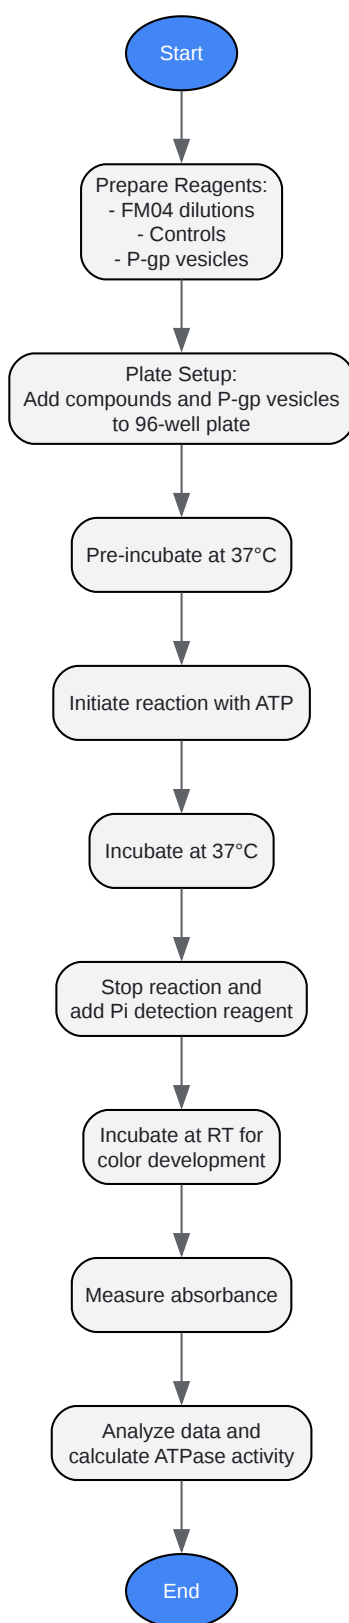 Start
Prepare Reagents:
- FM04 dilutions
- Controls
- P-gp vesicles
Plate Setup:
Add compounds and P-gp vesicles
to 96-well plate
Pre-incubate at 37°C
Initiate reaction with ATP
Incubate at 37°C
Stop reaction and
add Pi detection reagent
Incubate at RT for
color development
Measure absorbance
Analyze data and
calculate ATPase activity
End